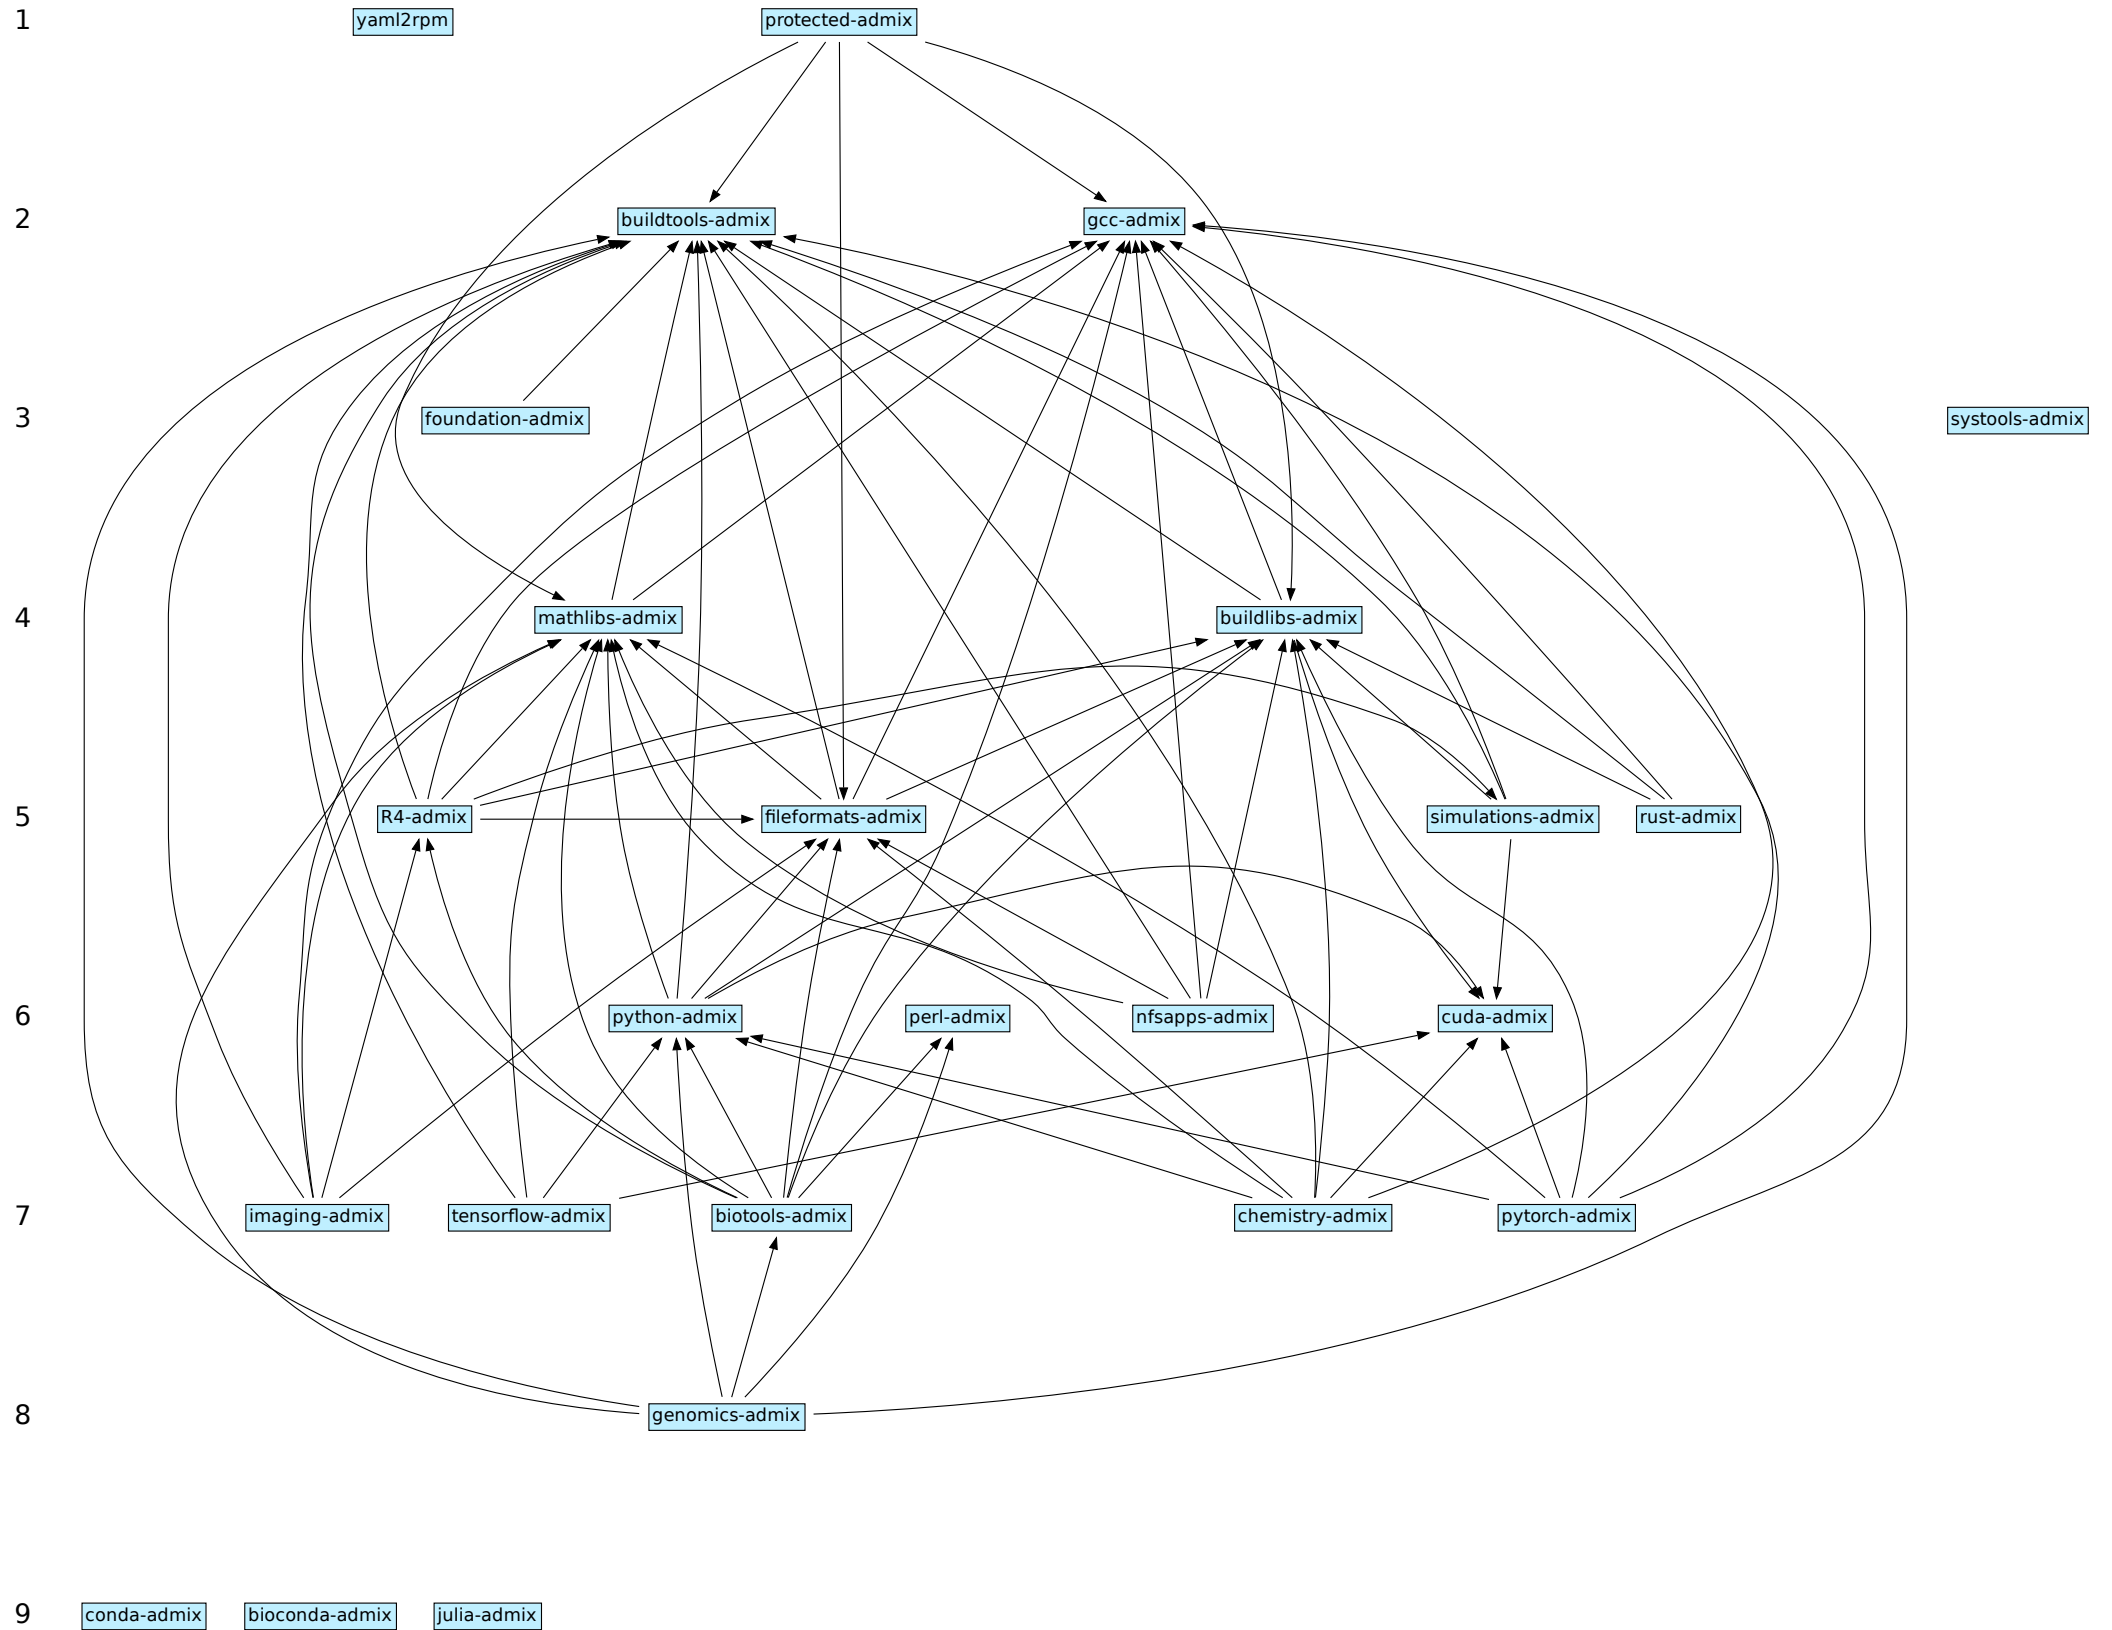 1
yaml2rpm
protected-admix
2
buildtools-admix
gcc-admix
3
foundation-admix
systools-admix
4
mathlibs-admix
buildlibs-admix
5
R4-admix
fileformats-admix
simulations-admix
rust-admix
6
python-admix
perl-admix
nfsapps-admix
cuda-admix
7
imaging-admix
tensorflow-admix
biotools-admix
chemistry-admix
pytorch-admix
8
genomics-admix
9
conda-admix
bioconda-admix
julia-admix